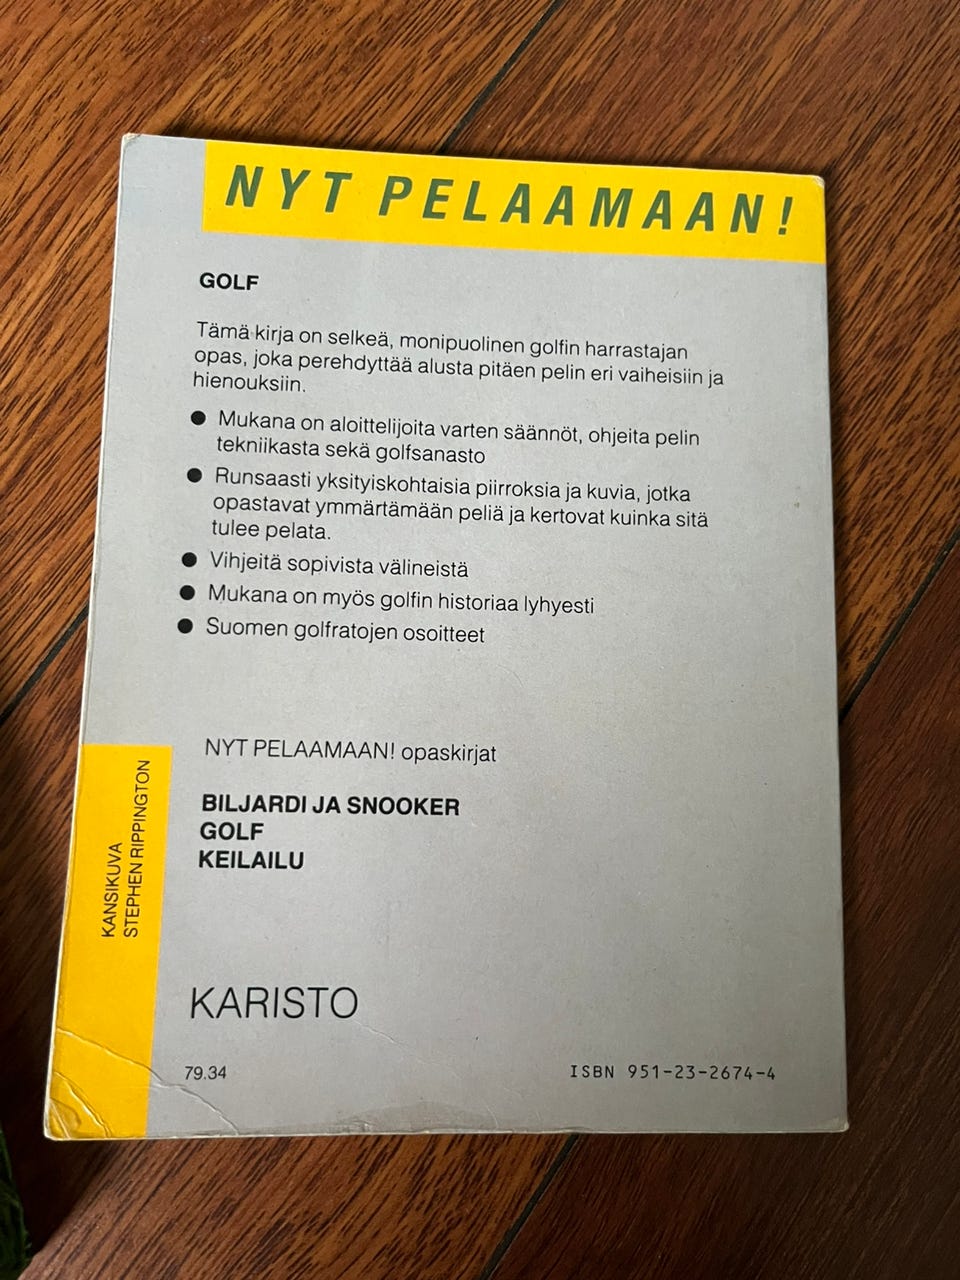 NYT PELAAMAAN!
GOLF
Tämä kirja on selkeä, monipuolinen golfin harrastajan
opas, joka perehdyttää alusta pitäen pelin eri vaiheisiin ja
hienouksiin.
● Mukana on aloittelijoita varten säännöt, ohjeita pelin
tekniikasta sekä golfsanasto
● Runsaasti yksityiskohtaisia piirroksia ja kuvia, jotka
opastavat ymmärtämään peliä ja kertovat kuinka sitä
tulee pelata.
● Vihjeitä sopivista välineistä
● Mukana on myös golfin historiaa lyhyesti
● Suomen golfratojen osoitteet
NYT PELAAMAAN! opaskirjat
BILJARDI JA SNOOKER
GOLF
KEILAILU
KANSIKUVA
STEPHEN RIPPINGTON
KARISTO
79.34
ISBN 951-23-2674-4